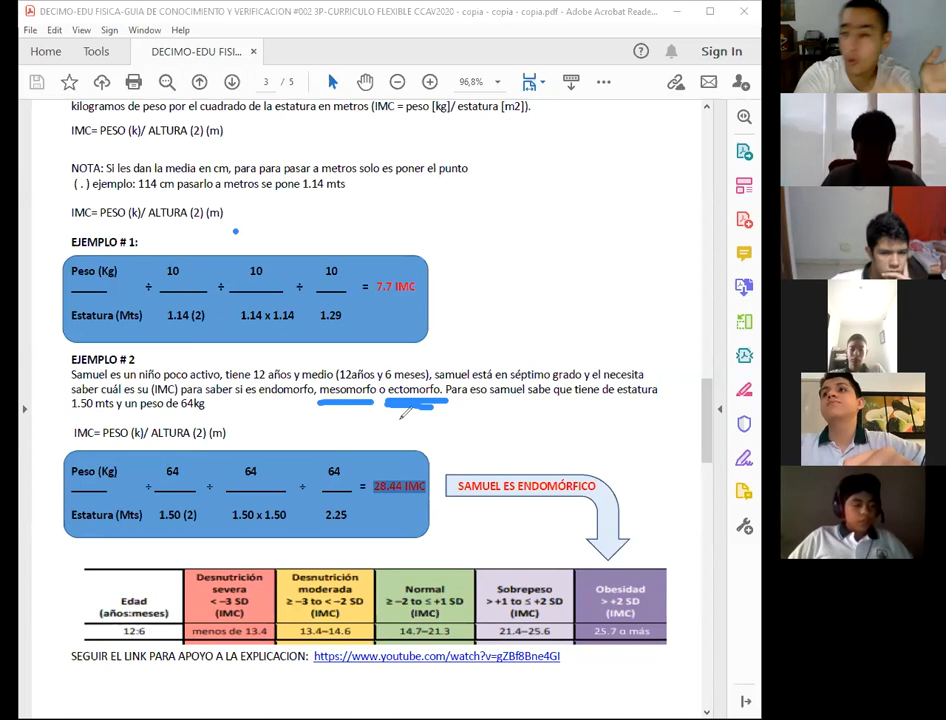 DECIMO-EDU FISICA-GUIA DE CONOCIMIENTO Y VERIFICACION #002 3P-CURRICULO FLEXIBLE CCAV2020 - copia - copia - copia.pdf - Adobe Acrobat Reade...
File Edit View Sign Window Help
Home Tools DECIMO-EDU FISI... × Sign In
3 / 5 96,8%
kilogramos de peso por el cuadrado de la estatura en metros (IMC = peso [kg]/ estatura [m2]).
IMC= PESO (k)/ ALTURA (2) (m)
NOTA: Si les dan la media en cm, para para pasar a metros solo es poner el punto
( . ) ejemplo: 114 cm pasarlo a metros se pone 1.14 mts
IMC= PESO (k)/ ALTURA (2) (m)
EJEMPLO # 1:
Peso (Kg) 10 10 10
÷ ÷ ÷ = 7.7 IMC
Estatura (Mts) 1.14 (2) 1.14 x 1.14 1.29
EJEMPLO # 2
Samuel es un niño poco activo, tiene 12 años y medio (12años y 6 meses), samuel está en séptimo grado y el necesita
saber cuál es su (IMC) para saber si es endomorfo, mesomorfo o ectomorfo. Para eso samuel sabe que tiene de estatura
1.50 mts y un peso de 64kg
IMC= PESO (k)/ ALTURA (2) (m)
Peso (Kg) 64 64 64
÷ ÷ ÷ = 28.44 IMC
Estatura (Mts) 1.50 (2) 1.50 x 1.50 2.25
SAMUEL ES ENDOMÓRFICO
Edad
(años:meses)
Desnutrición
severa
< −3 SD
(IMC)
Desnutrición
moderada
≥ −3 to < −2 SD
(IMC)
Normal
≥ −2 to ≤ +1 SD
(IMC)
Sobrepeso
> +1 to ≤ +2 SD
(IMC)
Obesidad
> +2 SD
(IMC)
12:6 menos de 13.4 13.4–14.6 14.7–21.3 21.4–25.6 25.7 o más
SEGUIR EL LINK PARA APOYO A LA EXPLICACION: https://www.youtube.com/watch?v=gZBf8Bne4GI